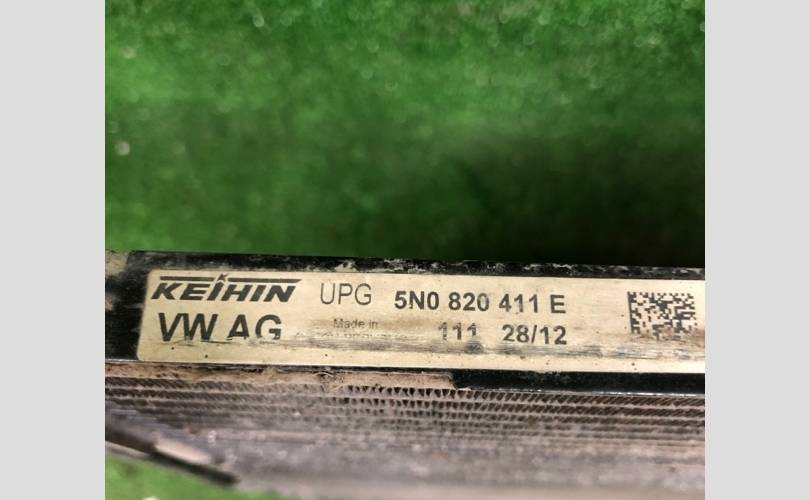 KEIHIN UPG 5N0 820 411 E
VW AG Made in 111 28/12